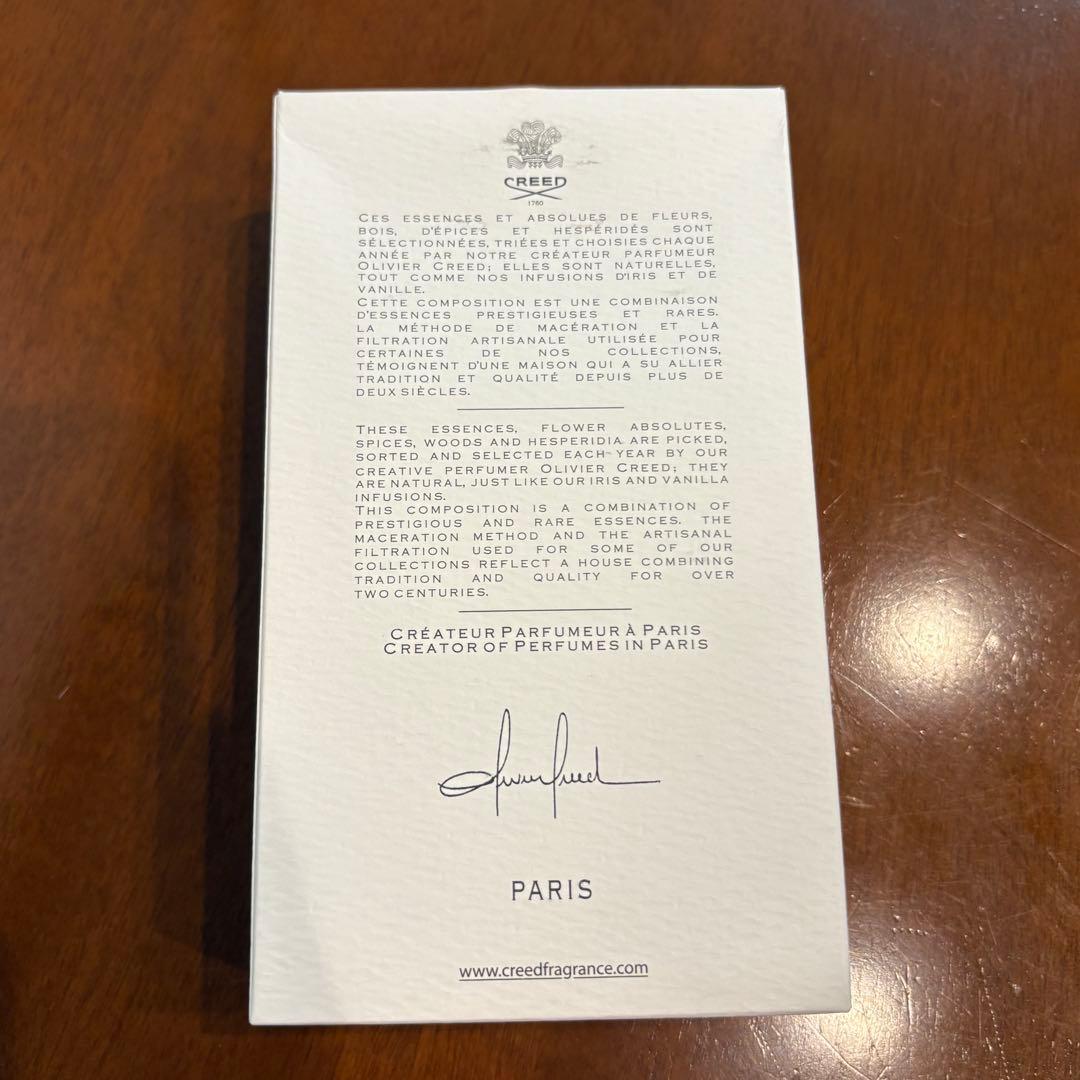 CREED
1760
CES ESSENCES ET ABSOLUES DE FLEURS,
BOIS, D'ÉPICES ET HESPÉRIDÉS SONT
SÉLECTIONNÉES, TRIÉES ET CHOISIES CHAQUE
ANNÉE PAR NOTRE CRÉATEUR PARFUMEUR
OLIVIER CREED; ELLES SONT NATURELLES,
TOUT COMME NOS INFUSIONS D'IRIS ET DE
VANILLE.
CETTE COMPOSITION EST UNE COMBINAISON
D'ESSENCES PRESTIGIEUSES ET RARES.
LA MÉTHODE DE MACÉRATION ET LA
FILTRATION ARTISANALE UTILISÉE POUR
CERTAINES DE NOS COLLECTIONS,
TÉMOIGNENT D'UNE MAISON QUI A SU ALLIER
TRADITION ET QUALITÉ DEPUIS PLUS DE
DEUX SIÈCLES.
THESE ESSENCES, FLOWER ABSOLUTES,
SPICES, WOODS AND HESPERIDIA ARE PICKED,
SORTED AND SELECTED EACH YEAR BY OUR
CREATIVE PERFUMER OLIVIER CREED; THEY
ARE NATURAL, JUST LIKE OUR IRIS AND VANILLA
INFUSIONS.
THIS COMPOSITION IS A COMBINATION OF
PRESTIGIOUS AND RARE ESSENCES. THE
MACERATION METHOD AND THE ARTISANAL
FILTRATION USED FOR SOME OF OUR
COLLECTIONS REFLECT A HOUSE COMBINING
TRADITION AND QUALITY FOR OVER
TWO CENTURIES.
CRÉATEUR PARFUMEUR À PARIS
CREATOR OF PERFUMES IN PARIS
Olivier Creed
PARIS
www.creedfragrance.com